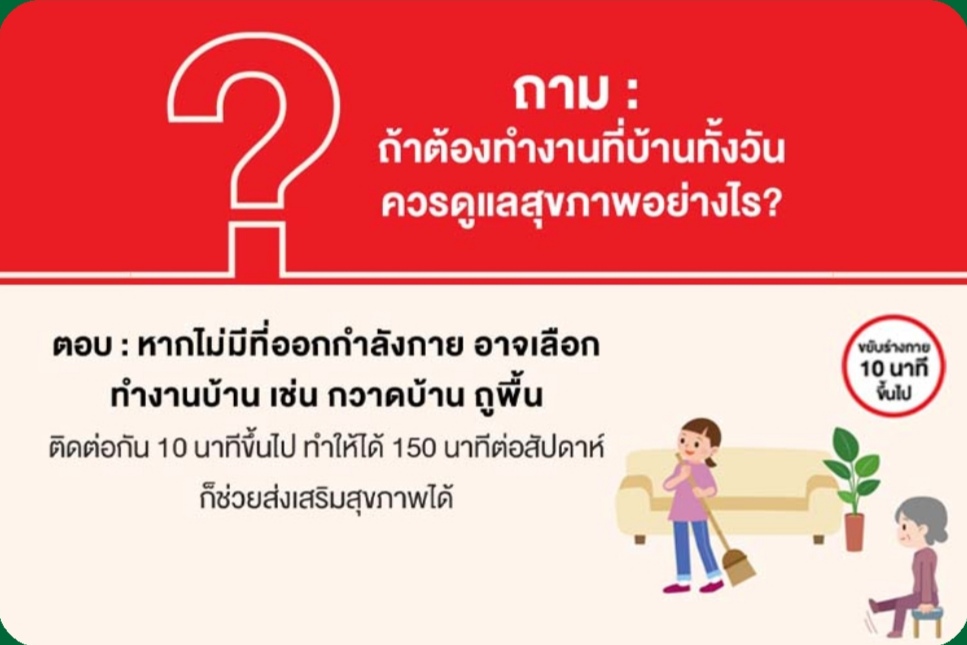 ถาม :
ถ้าต้องทำงานที่บ้านทั้งวัน
ควรดูแลสุขภาพอย่างไร?
ตอบ : หากไม่มีที่ออกกำลังกาย อาจเลือก
ทำงานบ้าน เช่น กวาดบ้าน ถูพื้น
ติดต่อกัน 10 นาทีขึ้นไป ทำให้ได้ 150 นาทีต่อสัปดาห์
ก็ช่วยส่งเสริมสุขภาพได้
ขยับร่างกาย
10 นาที
ขึ้นไป